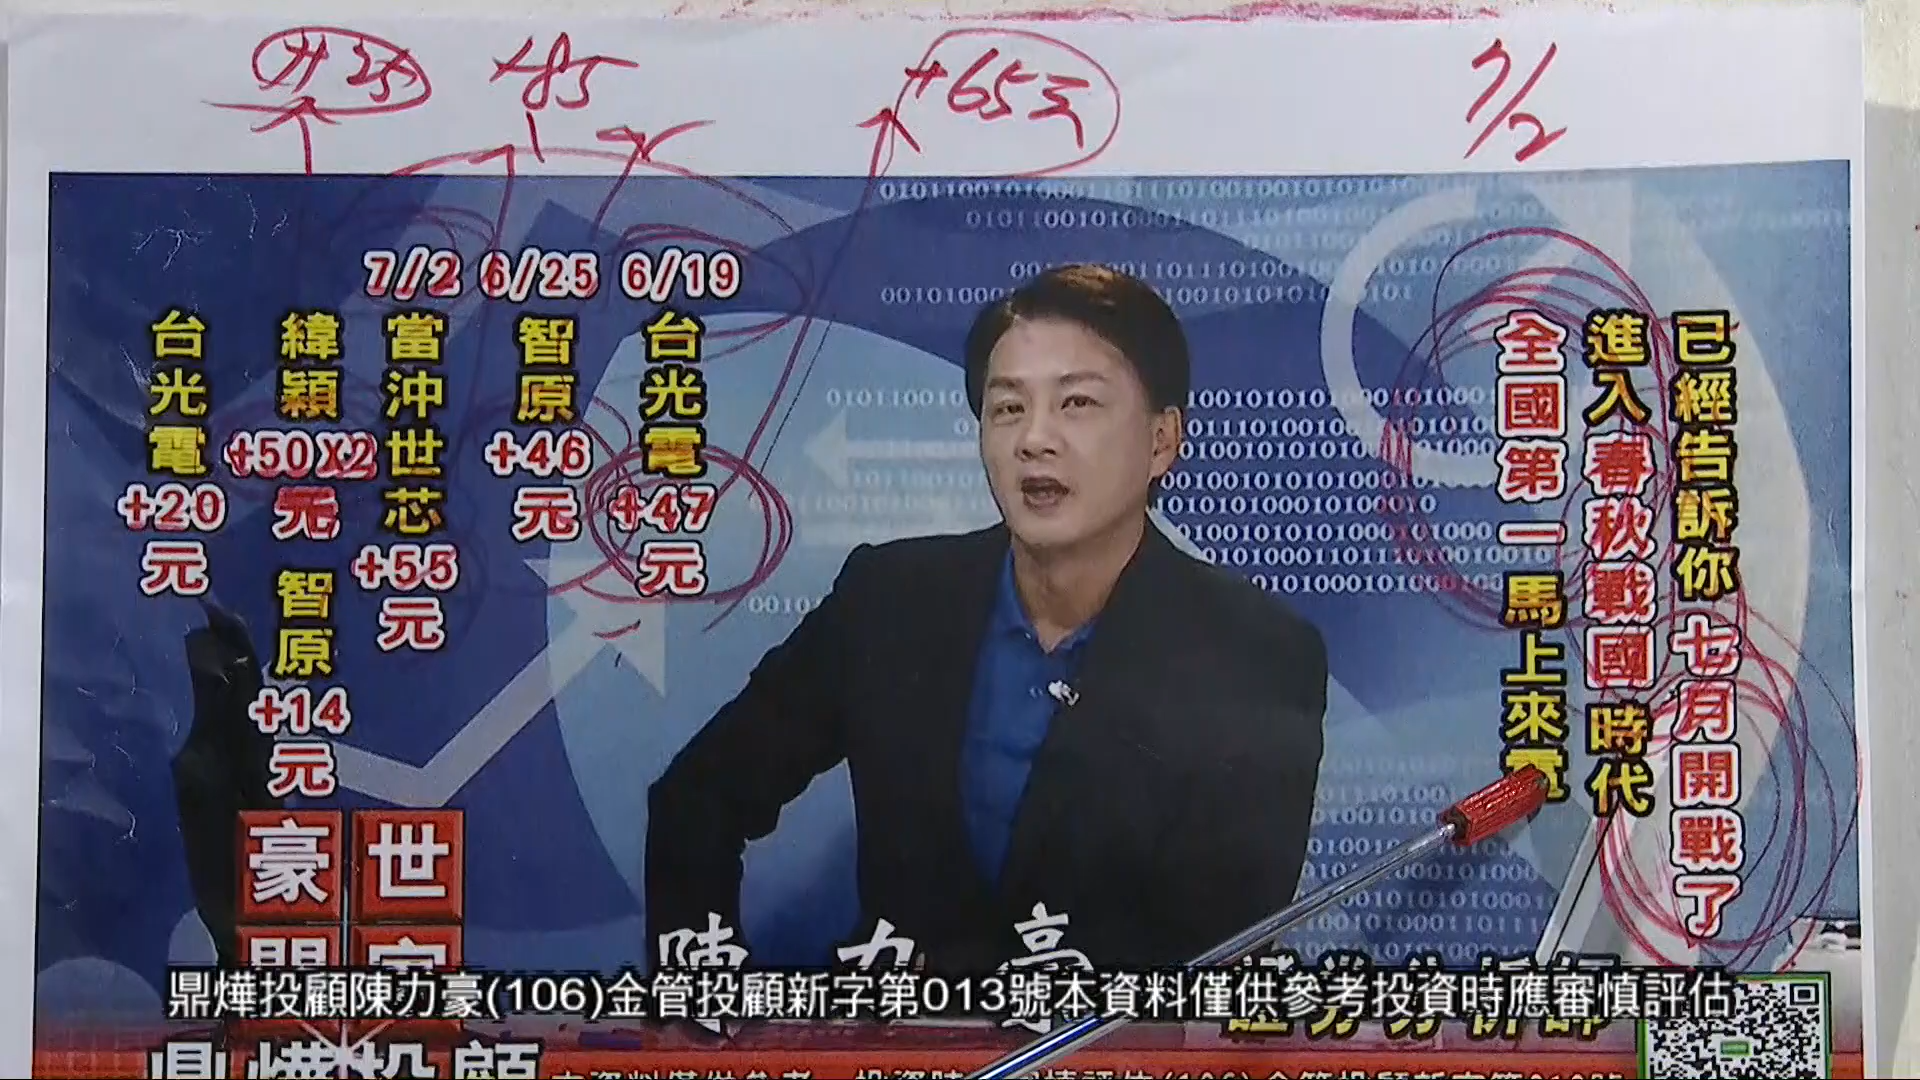 +25
+85
+65元
7/2
7/2 6/25 6/19
已經告訴你 七月開戰了
進入春秋戰國時代
全國第一馬上來電
台光電
+47
元
智原
+46
元
當沖世芯
+55
元
緯穎
+50X2
元
智原
+14
元
台光電
+20
元
世
豪
陳力豪
鼎燁投顧陳力豪(106)金管投顧新字第013號本資料僅供參考投資時應審慎評估
鼎燁投顧